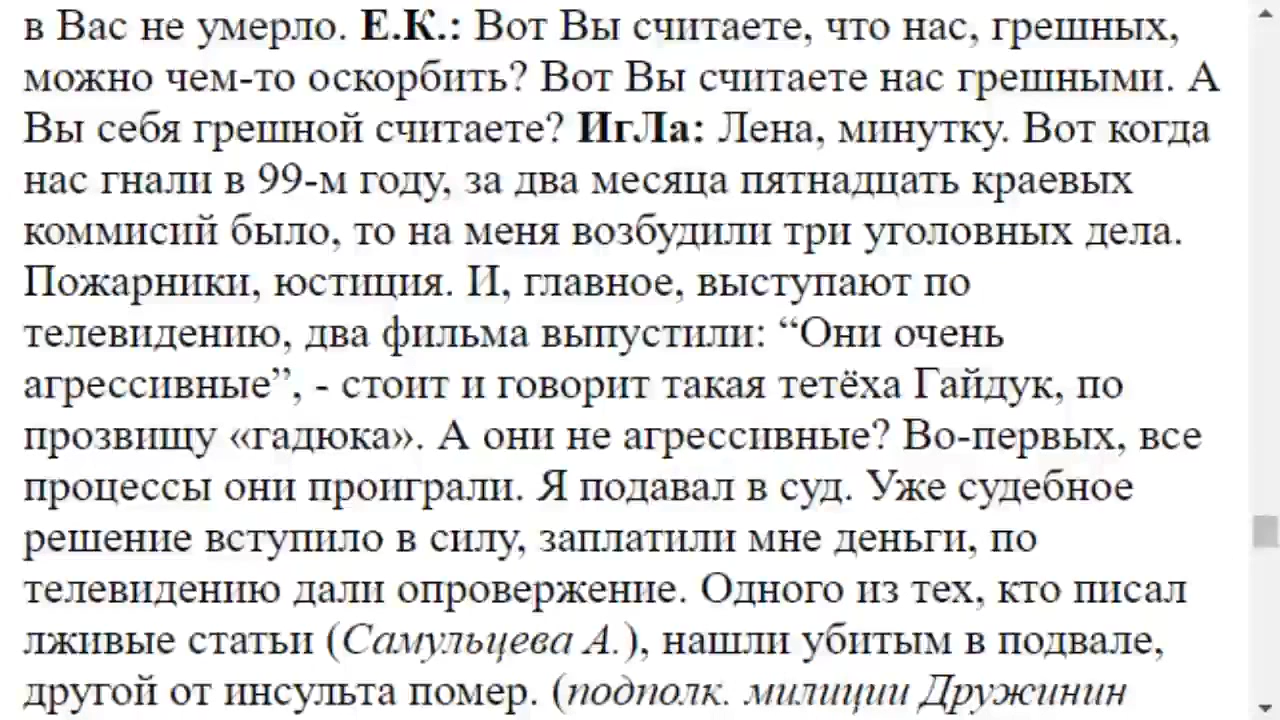 в Вас не умерло. Е.К.: Вот Вы считаете, что нас, грешных,
можно чем-то оскорбить? Вот Вы считаете нас грешными. А
Вы себя грешной считаете? ИгЛа: Лена, минутку. Вот когда
нас гнали в 99-м году, за два месяца пятнадцать краевых
коммисий было, то на меня возбудили три уголовных дела.
Пожарники, юстиция. И, главное, выступают по
телевидению, два фильма выпустили: “Они очень
агрессивные”, - стоит и говорит такая тетёха Гайдук, по
прозвищу «гадюка». А они не агрессивные? Во-первых, все
процессы они проиграли. Я подавал в суд. Уже судебное
решение вступило в силу, заплатили мне деньги, по
телевидению дали опровержение. Одного из тех, кто писал
лживые статьи (Самульцева А.), нашли убитым в подвале,
другой от инсульта помер. (подполк. милиции Дружинин